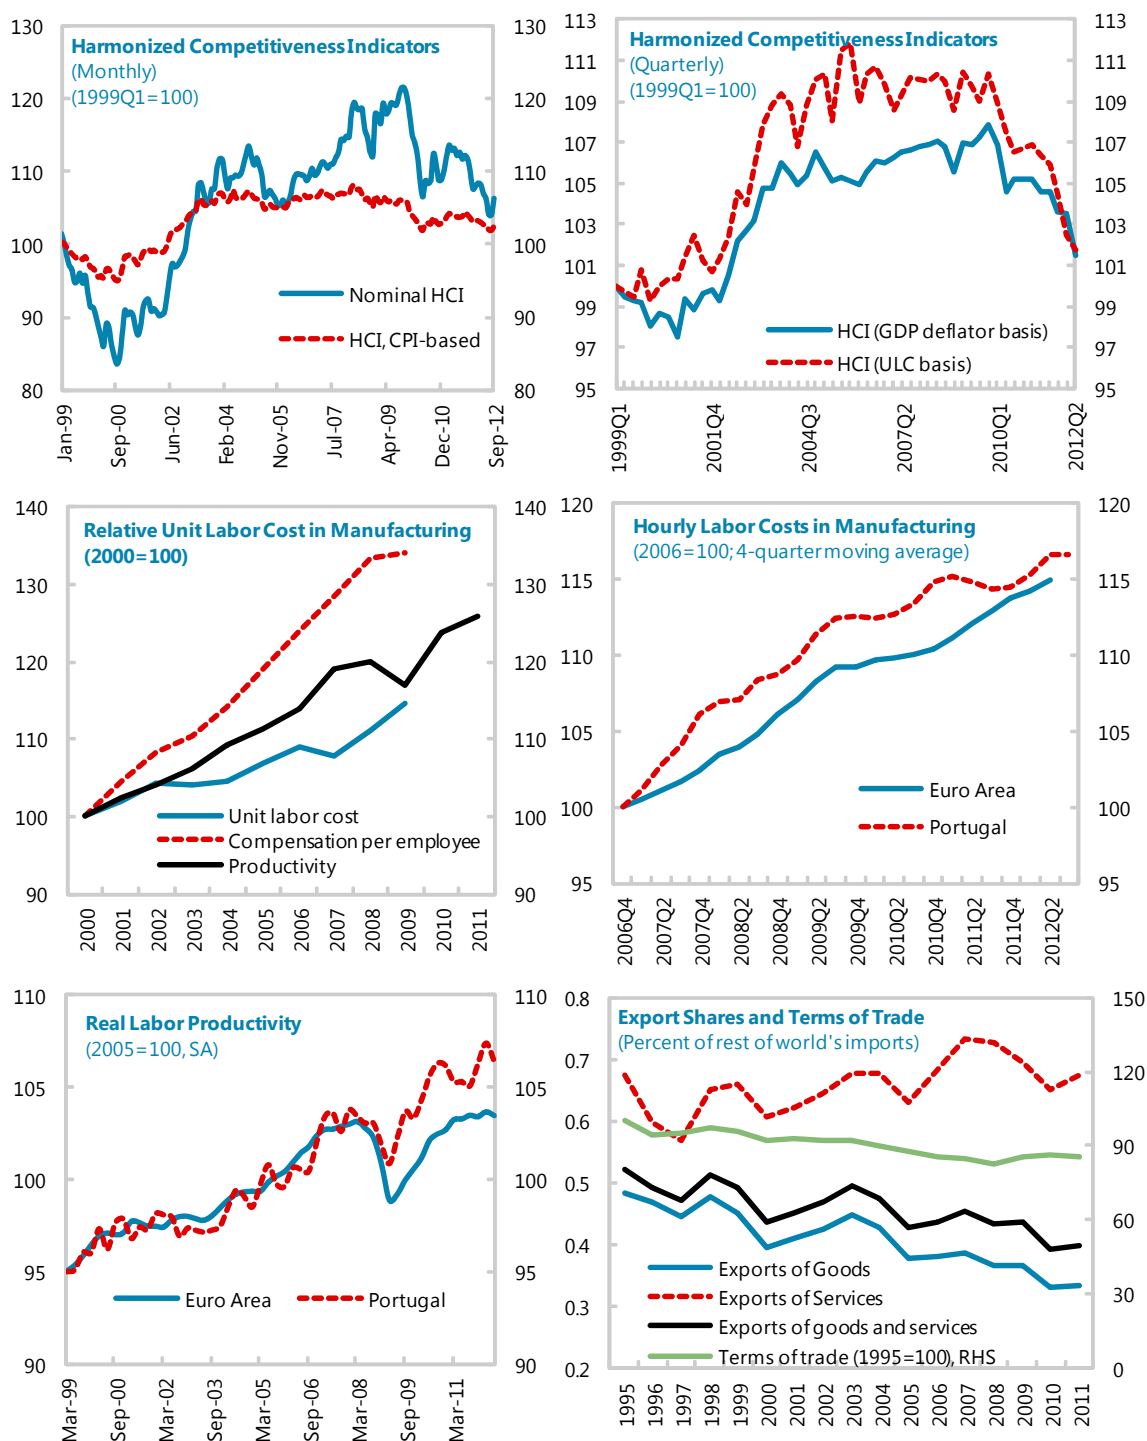 Harmonized Competitiveness Indicators
(Monthly)
(1999Q1=100)
130
120
110
100
90
80
130
120
110
100
90
80
Nominal HCI
HCI, CPI-based
Jan-99
Sep-00
Jun-02
Feb-04
Nov-05
Jul-07
Apr-09
Dec-10
Sep-12
Harmonized Competitiveness Indicators
(Quarterly)
(1999Q1=100)
113
111
109
107
105
103
101
99
97
95
113
111
109
107
105
103
101
99
97
95
HCI (GDP deflator basis)
HCI (ULC basis)
1999Q1
2001Q4
2004Q3
2007Q2
2010Q1
2012Q2
Relative Unit Labor Cost in Manufacturing
(2000=100)
140
130
120
110
100
90
140
130
120
110
100
90
Unit labor cost
Compensation per employee
Productivity
2000
2001
2002
2003
2004
2005
2006
2007
2008
2009
2010
2011
Hourly Labor Costs in Manufacturing
(2006=100; 4-quarter moving average)
120
115
110
105
100
95
120
115
110
105
100
95
Euro Area
Portugal
2006Q4
2007Q2
2007Q4
2008Q2
2008Q4
2009Q2
2009Q4
2010Q2
2010Q4
2011Q2
2011Q4
2012Q2
Real Labor Productivity
(2005=100, SA)
110
105
100
95
90
110
105
100
95
90
Euro Area
Portugal
Mar-99
Sep-00
Mar-02
Sep-03
Mar-05
Sep-06
Mar-08
Sep-09
Mar-11
Export Shares and Terms of Trade
(Percent of rest of world's imports)
0.8
0.7
0.6
0.5
0.4
0.3
0.2
150
120
90
60
30
0
Exports of Goods
Exports of Services
Exports of goods and services
Terms of trade (1995=100), RHS
1995
1996
1997
1998
1999
2000
2001
2002
2003
2004
2005
2006
2007
2008
2009
2010
2011